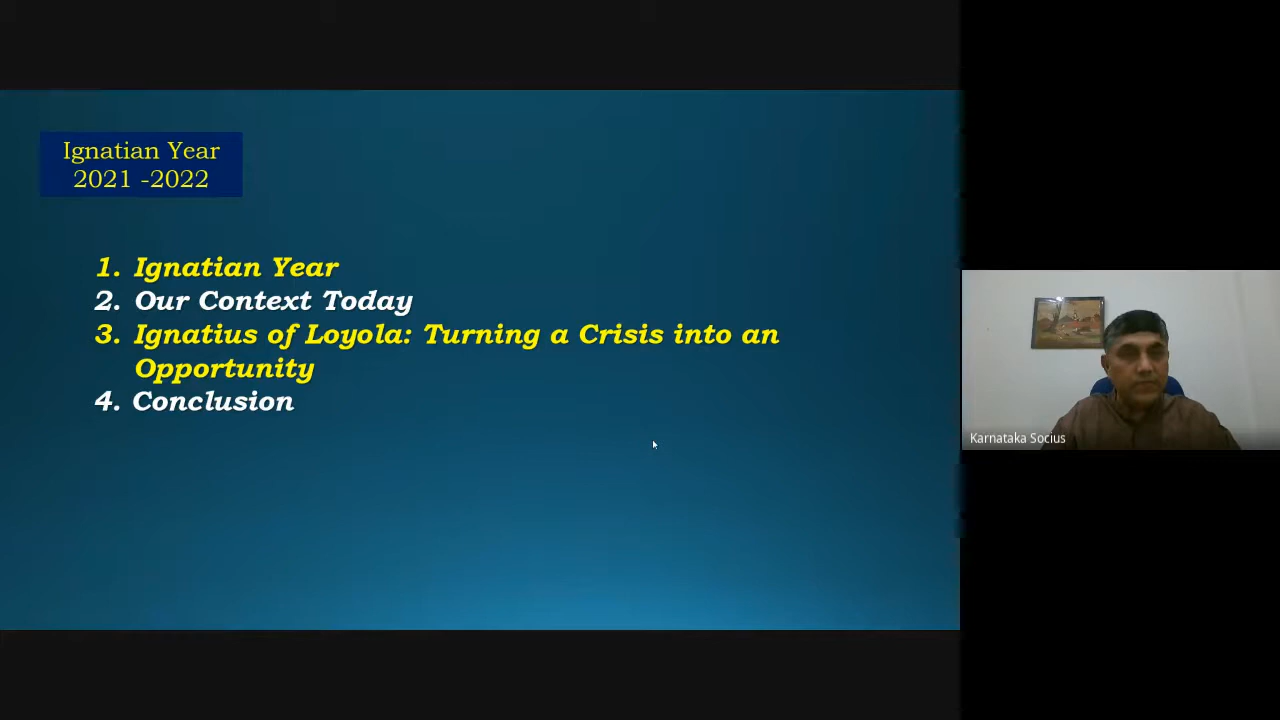 Ignatian Year
2021 -2022
1. Ignatian Year
2. Our Context Today
3. Ignatius of Loyola: Turning a Crisis into an
Opportunity
4. Conclusion
Karnataka Socius